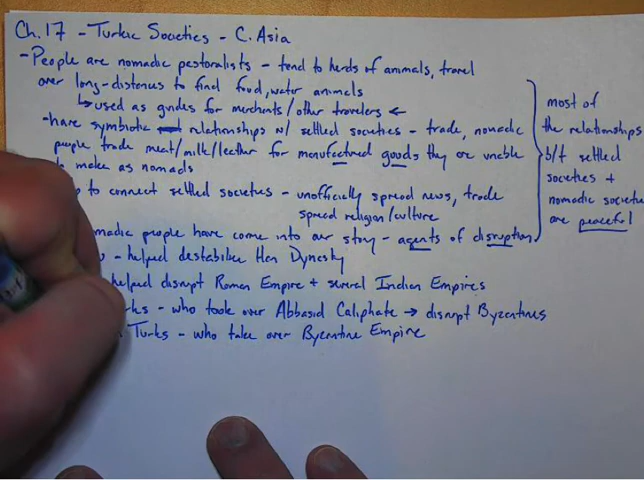 Ch. 17 - Turkic Societies - C. Asia
- People are nomadic pastoralists - tend to herds of animals, travel
over long-distances to find food, water animals
↳ used as guides for merchants/other travelers ←
- have symbiotic relationships w/ settled societies - trade, nomadic
people trade meat/milk/leather for manufactured goods they are unable
to make as nomads
to connect settled societies - unofficially spread news, trade
spread religion/culture
most of
the relationships
b/t settled
societies +
nomadic societies
are peaceful
people have come into our story - agents of disruption
- helped destabilize Han Dynasty
helped disrupt Roman Empire + several Indian Empires
- who took over Abbasid Caliphate → disrupt Byzantines
Turks - who take over Byzantine Empire